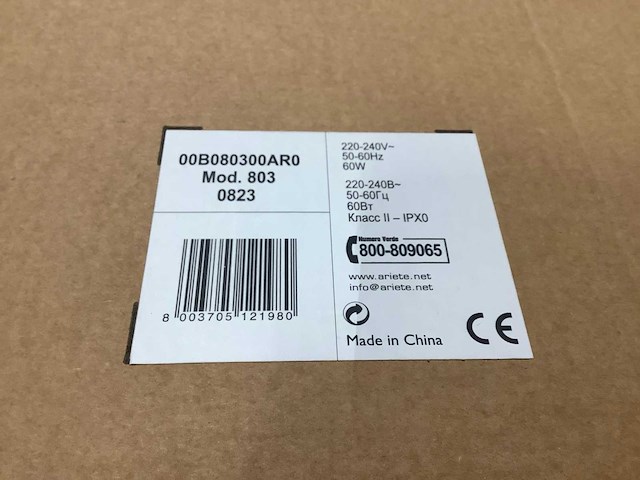 00B080300AR0
Mod. 803
0823
8 003705 121980
220-240V~
50-60Hz
60W
220-240В~
50-60Гц
60Вт
Класс II – IPX0
Numero Verde
800-809065
www.ariete.net
info@ariete.net
Made in China
CE